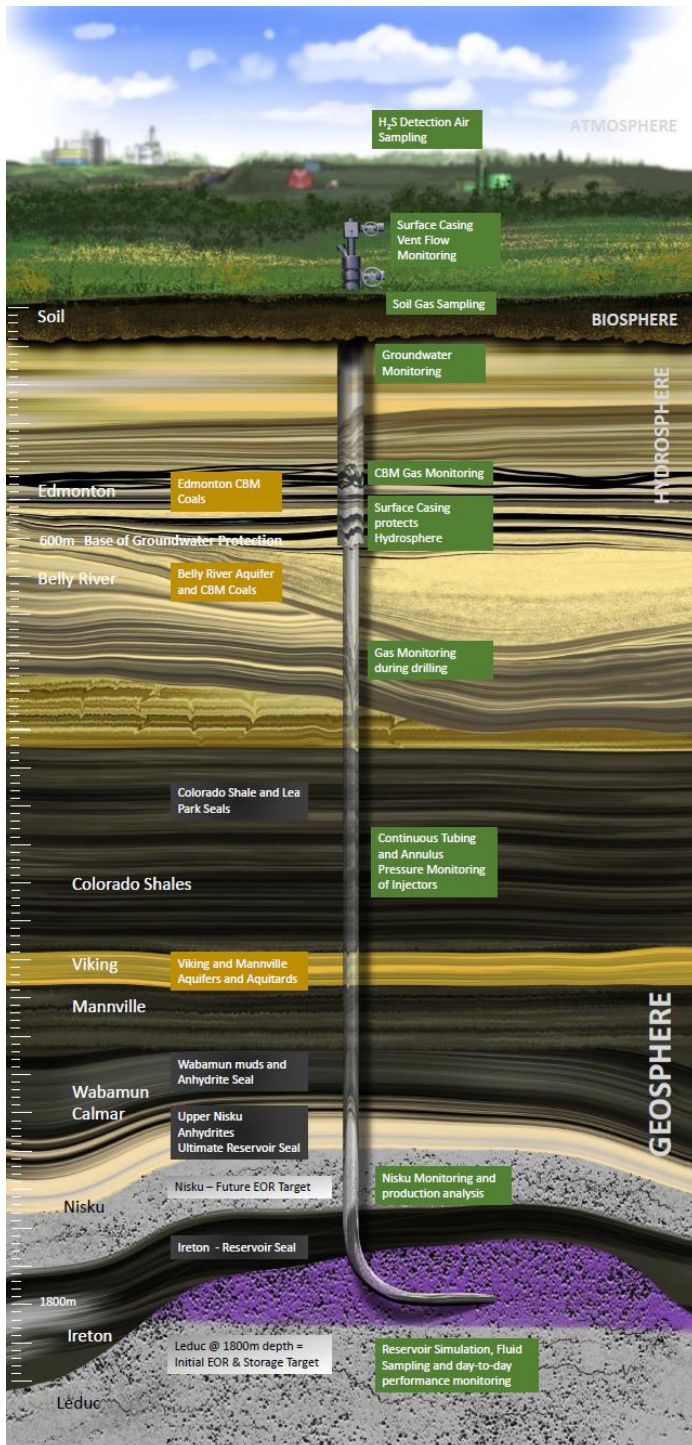 H₂S Detection Air
Sampling
ATMOSPHERE
Surface Casing
Vent Flow
Monitoring
Soil Gas Sampling
Soil
BIOSPHERE
Groundwater
Monitoring
HYDROSPHERE
CBM Gas Monitoring
Edmonton
Edmonton CBM
Coals
Surface Casing
protects
Hydrosphere
600m Base of Groundwater Protection
Belly River
Belly River Aquifer
and CBM Coals
Gas Monitoring
during drilling
Colorado Shale and Lea
Park Seals
Continuous Tubing
and Annulus
Pressure Monitoring
of Injectors
Colorado Shales
Viking
Viking and Mannville
Aquifers and Aquitards
Mannville
GEOSPHERE
Wabamun muds and
Anhydrite Seal
Wabamun
Calmar
Upper Nisku
Anhydrites
Ultimate Reservoir Seal
Nisku – Future EOR Target
Nisku Monitoring and
production analysis
Nisku
Ireton - Reservoir Seal
1800m
Ireton
Leduc @ 1800m depth =
Initial EOR & Storage Target
Reservoir Simulation, Fluid
Sampling and day-to-day
performance monitoring
Leduc